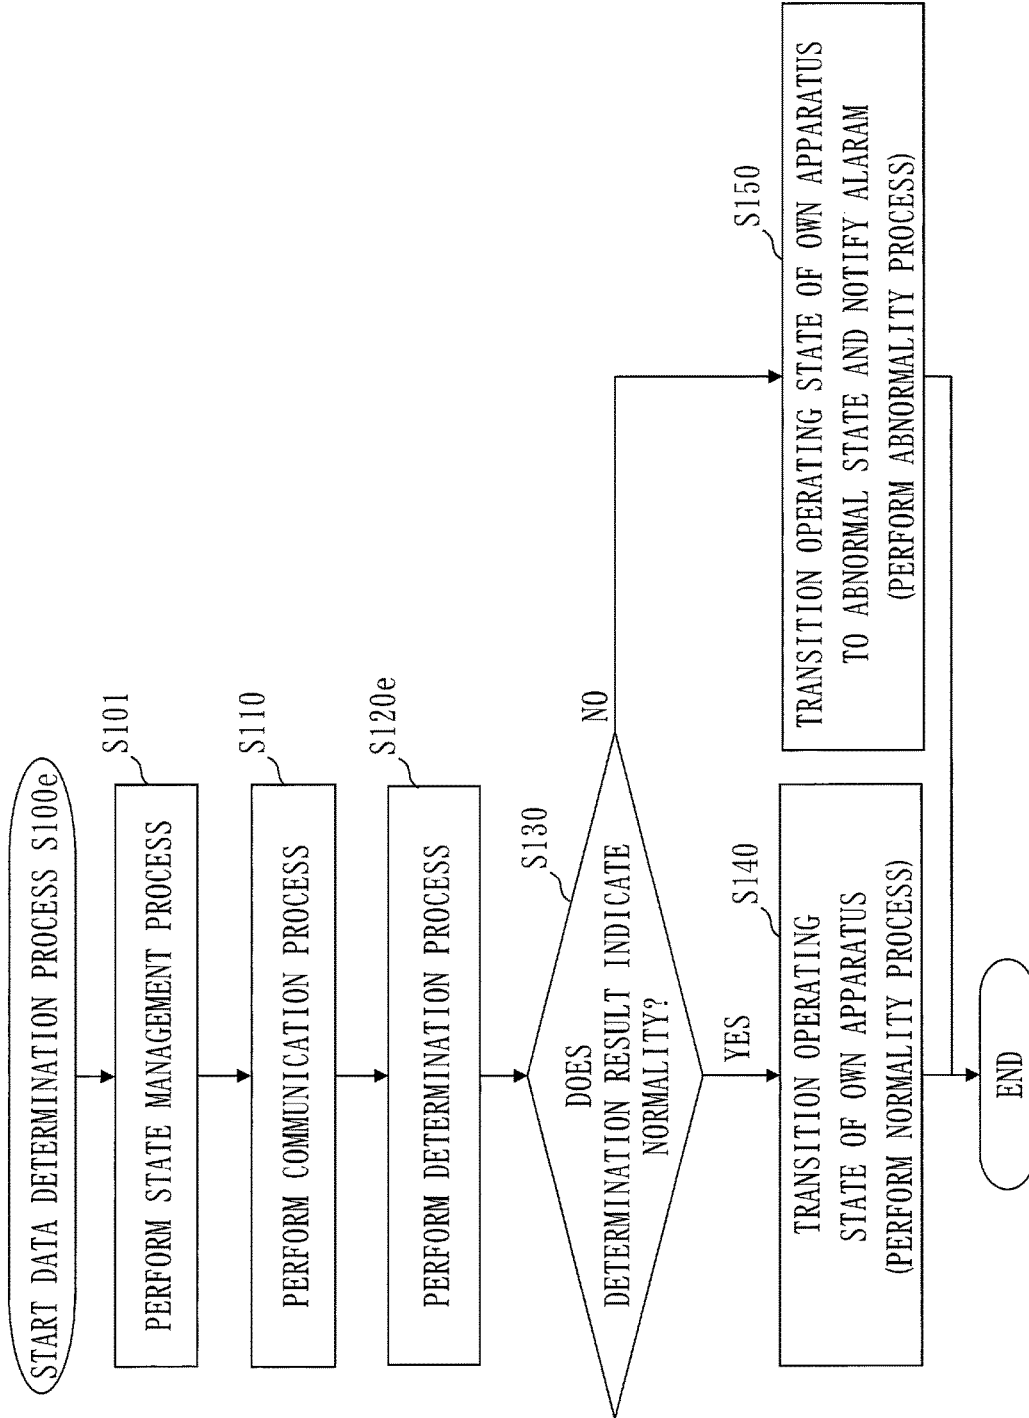 START DATA DETERMINATION PROCESS S100e
S101
PERFORM STATE MANAGEMENT PROCESS
S110
PERFORM COMMUNICATION PROCESS
S120e
PERFORM DETERMINATION PROCESS
S130
DOES
DETERMINATION RESULT INDICATE
NORMALITY?
NO
YES
S140
TRANSITION OPERATING
STATE OF OWN APPARATUS
(PERFORM NORMALITY PROCESS)
S150
TRANSITION OPERATING STATE OF OWN APPARATUS
TO ABNORMAL STATE AND NOTIFY ALARAM
(PERFORM ABNORMALITY PROCESS)
END